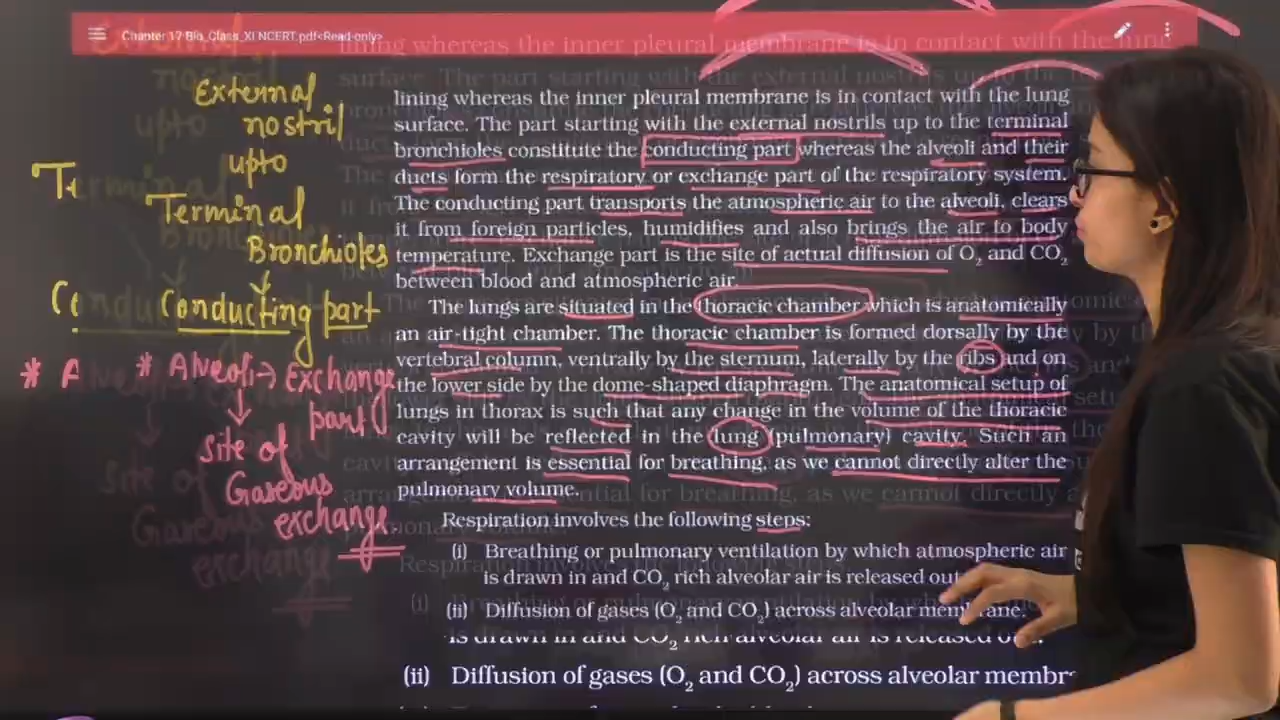 Chapter 17 Bio_Class_XI NCERT.pdf<Read-only>
External
nostril
upto
Terminal
Bronchioles
Conducting part
* Alveoli → Exchange
part
Site of
Gaseous
exchange
lining whereas the inner pleural membrane is in contact with the lung
surface. The part starting with the external nostrils up to the terminal
bronchioles constitute the conducting part whereas the alveoli and their
ducts form the respiratory or exchange part of the respiratory system.
The conducting part transports the atmospheric air to the alveoli, clears
it from foreign particles, humidifies and also brings the air to body
temperature. Exchange part is the site of actual diffusion of O₂ and CO₂
between blood and atmospheric air.
The lungs are situated in the thoracic chamber which is anatomically
an air-tight chamber. The thoracic chamber is formed dorsally by the
vertebral column, ventrally by the sternum, laterally by the ribs and on
the lower side by the dome-shaped diaphragm. The anatomical setup of
lungs in thorax is such that any change in the volume of the thoracic
cavity will be reflected in the lung (pulmonary) cavity. Such an
arrangement is essential for breathing, as we cannot directly alter the
pulmonary volume.
Respiration involves the following steps:
(i) Breathing or pulmonary ventilation by which atmospheric air
is drawn in and CO₂ rich alveolar air is released out.
(ii) Diffusion of gases (O₂ and CO₂) across alveolar membrane.
is drawn in and CO₂ rich alveolar air is released out.
(ii) Diffusion of gases (O₂ and CO₂) across alveolar membr